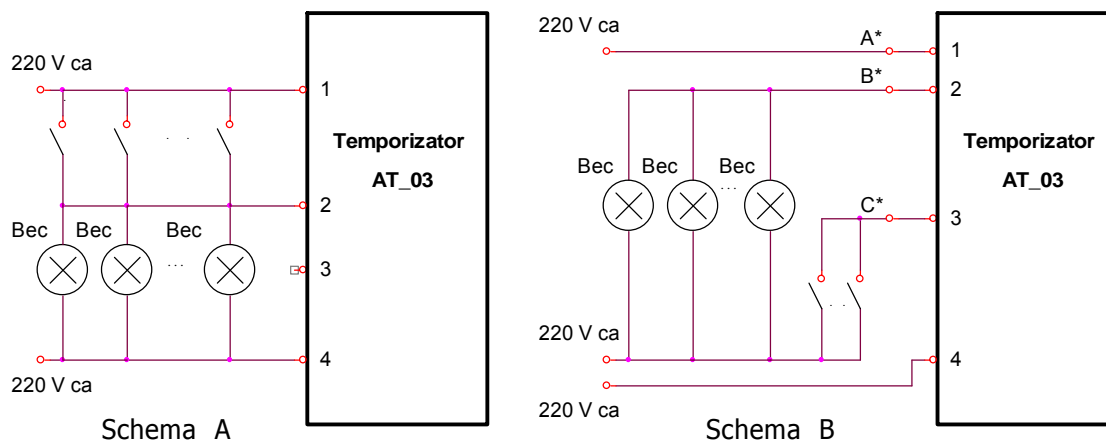 220 V ca
1
Temporizator
AT_03
2
Bec Bec Bec
3
4
220 V ca
Schema A
220 V ca
A*
1
B*
2
Temporizator
AT_03
Bec Bec Bec
C*
3
220 V ca
4
220 V ca
Schema B